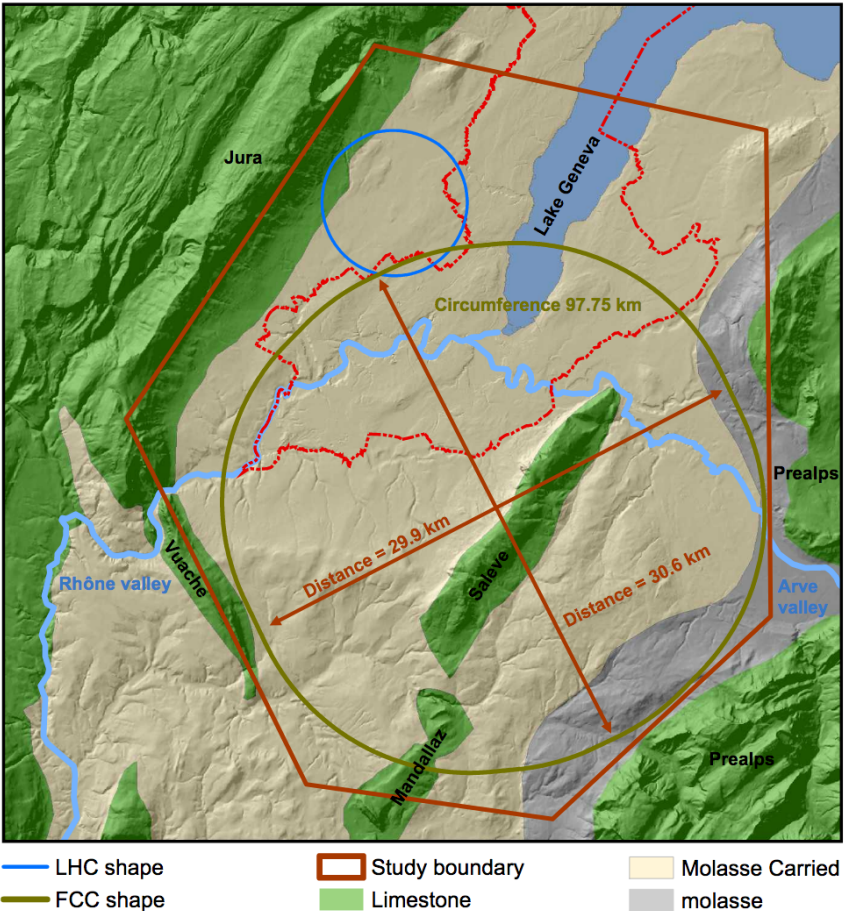 Jura
Lake Geneva
Circumference 97.75 km
Prealps
Distance = 29.9 km
Saleve
Distance = 30.6 km
Rhône valley
Vuache
Arve
valley
Mandallaz
Prealps
LHC shape
Study boundary
Molasse Carried
FCC shape
Limestone
molasse